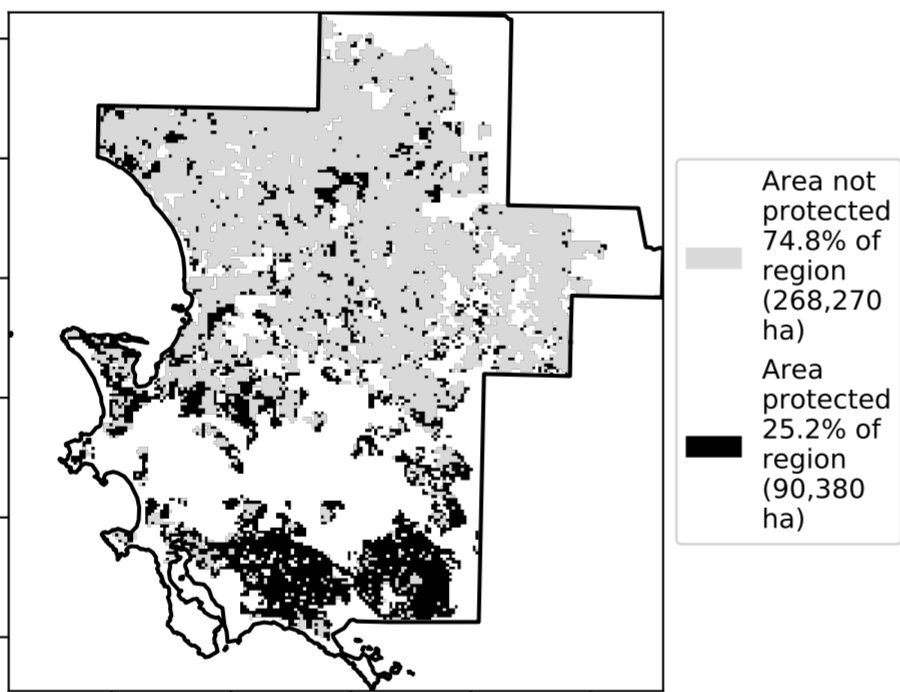 Area not
protected
74.8% of
region
(268,270
ha)
Area
protected
25.2% of
region
(90,380
ha)